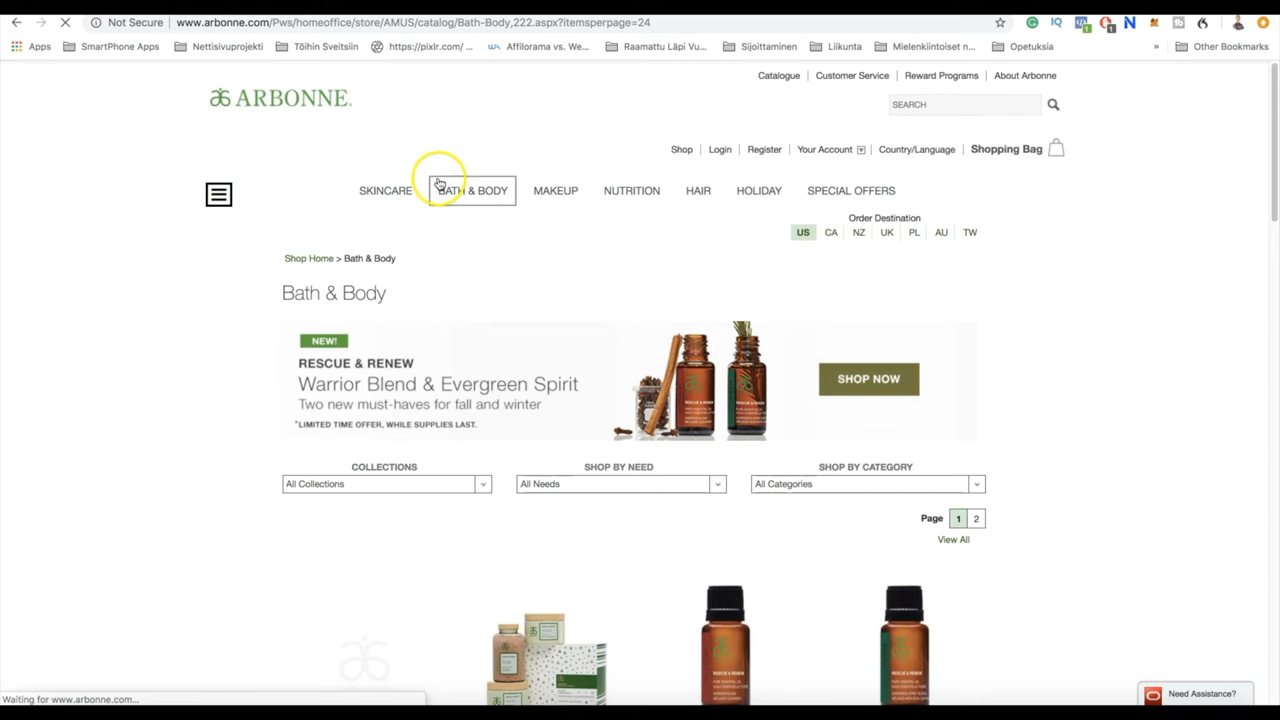 Not Secure www.arbonne.com/Pws/homeoffice/store/AMUS/catalog/Bath-Body,222.aspx?itemsperpage=24
Apps SmartPhone Apps Nettisivuprojekti Töihin Sveitsiin https://pixlr.com/ ... Affilorama vs. We... Raamattu Läpi Vu... Sijoittaminen Liikunta Mielenkiintoiset n... Opetuksia » Other Bookmarks
Catalogue Customer Service Reward Programs About Arbonne
ARBONNE.
SEARCH
Shop Login Register Your Account Country/Language Shopping Bag
SKINCARE BATH & BODY MAKEUP NUTRITION HAIR HOLIDAY SPECIAL OFFERS
Order Destination
US CA NZ UK PL AU TW
Shop Home > Bath & Body
Bath & Body
NEW!
RESCUE & RENEW
Warrior Blend & Evergreen Spirit
Two new must-haves for fall and winter
*LIMITED TIME OFFER, WHILE SUPPLIES LAST.
SHOP NOW
COLLECTIONS SHOP BY NEED SHOP BY CATEGORY
All Collections All Needs All Categories
Page 1 2
View All
RESCUE & RENEW RESCUE & RENEW
Waiting for www.arbonne.com...
Need Assistance?